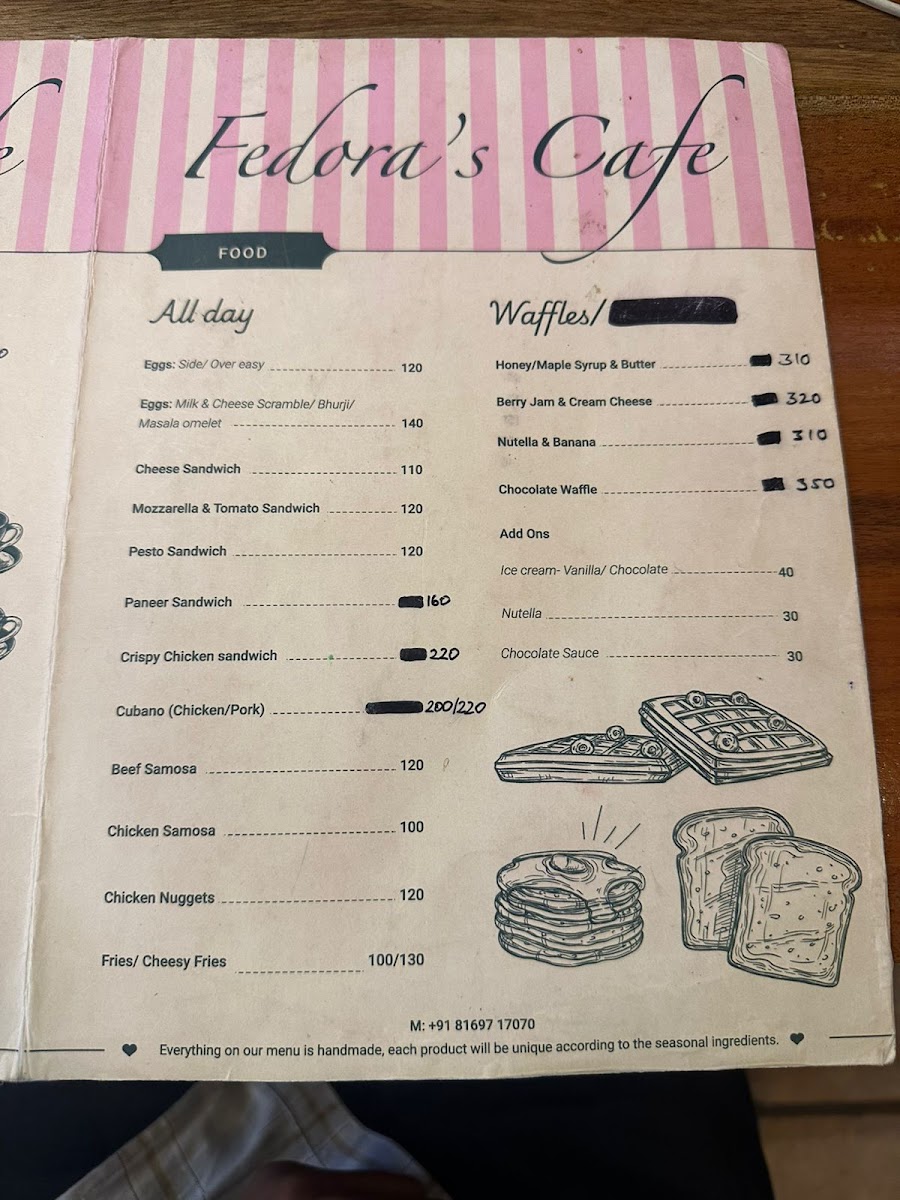 Fedora's Cafe
FOOD
All day
Eggs: Side/ Over easy 120
Eggs: Milk & Cheese Scramble/ Bhurji/
Masala omelet 140
Cheese Sandwich 110
Mozzarella & Tomato Sandwich 120
Pesto Sandwich 120
Paneer Sandwich 160
Crispy Chicken sandwich 220
Cubano (Chicken/Pork) 200/220
Beef Samosa 120
Chicken Samosa 100
Chicken Nuggets 120
Fries/ Cheesy Fries 100/130
Waffles/
Honey/Maple Syrup & Butter 310
Berry Jam & Cream Cheese 320
Nutella & Banana 310
Chocolate Waffle 350
Add Ons
Ice cream- Vanilla/ Chocolate 40
Nutella 30
Chocolate Sauce 30
M: +91 81697 17070
Everything on our menu is handmade, each product will be unique according to the seasonal ingredients.